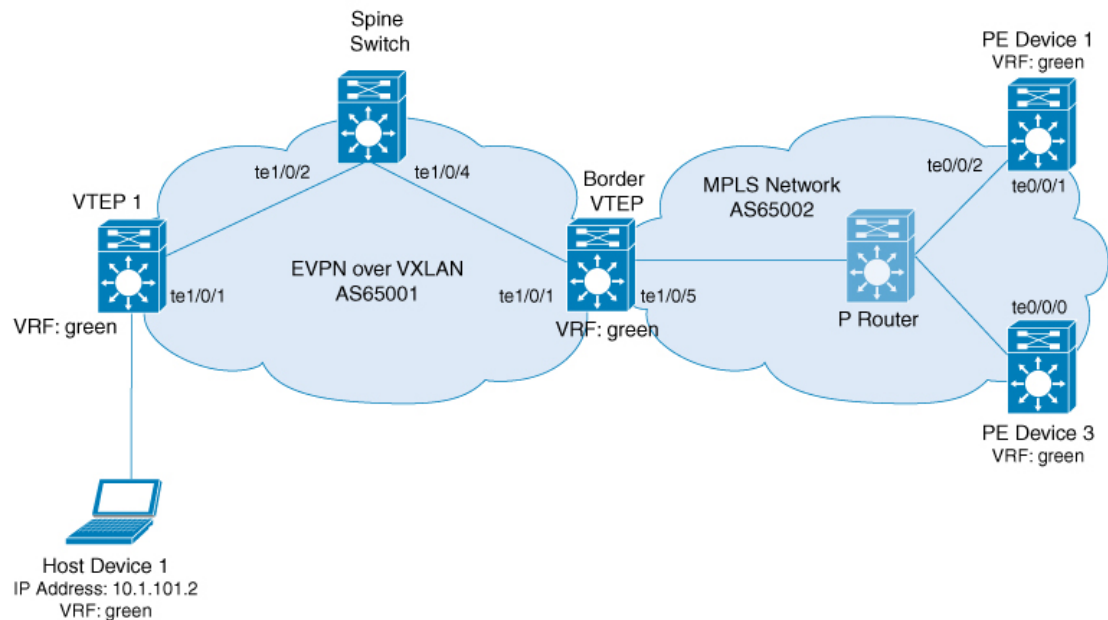 Spine
Switch
PE Device 1
VRF: green
te1/0/2
te1/0/4
Border
VTEP
MPLS Network
AS65002
te0/0/2
te0/0/1
VTEP 1
EVPN over VXLAN
AS65001
te1/0/1
te1/0/1
te1/0/5
VRF: green
VRF: green
P Router
te0/0/0
PE Device 3
VRF: green
Host Device 1
IP Address: 10.1.101.2
VRF: green